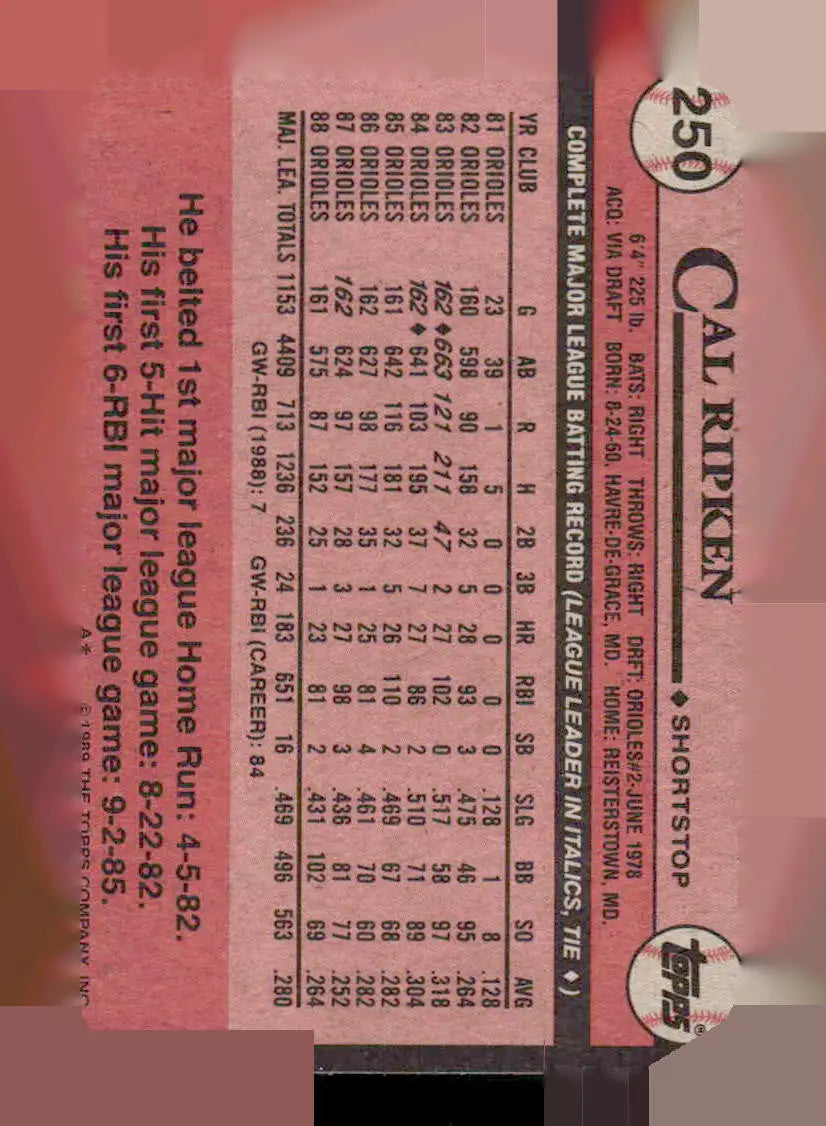 250
CAL RIPKEN
♦SHORTSTOP
topps®
6'4" 225 lb. BATS: RIGHT THROWS: RIGHT DRFT: ORIOLES#2-JUNE 1978
ACQ: VIA DRAFT BORN: 8-24-60, HAVRE-DE-GRACE, MD. HOME: REISTERSTOWN, MD.
COMPLETE MAJOR LEAGUE BATTING RECORD (LEAGUE LEADER IN ITALICS, TIE ♦)
YR CLUB G AB R H 2B 3B HR RBI SB SLG BB SO AVG
81 ORIOLES 23 39 1 5 0 0 0 0 0 .128 1 8 .128
82 ORIOLES 160 598 90 158 32 5 28 93 3 .475 46 95 .264
83 ORIOLES 162 ♦663 121 211 47 2 27 102 0 .517 58 97 .318
84 ORIOLES 162♦ 641 103 195 37 7 27 86 2 .510 71 89 .304
85 ORIOLES 161 642 116 181 32 5 26 110 2 .469 67 68 .282
86 ORIOLES 162 627 98 177 35 1 25 81 4 .461 70 60 .282
87 ORIOLES 162 624 97 157 28 3 27 98 3 .436 81 77 .252
88 ORIOLES 161 575 87 152 25 1 23 81 2 .431 102 69 .264
MAJ. LEA. TOTALS 1153 4409 713 1236 236 24 183 651 16 .469 496 563 .280
GW-RBI (1988): 7 GW-RBI (CAREER): 84
He belted 1st major league Home Run: 4-5-82.
His first 5-Hit major league game: 8-22-82.
His first 6-RBI major league game: 9-2-85.
A* © 1989 THE TOPPS COMPANY, INC